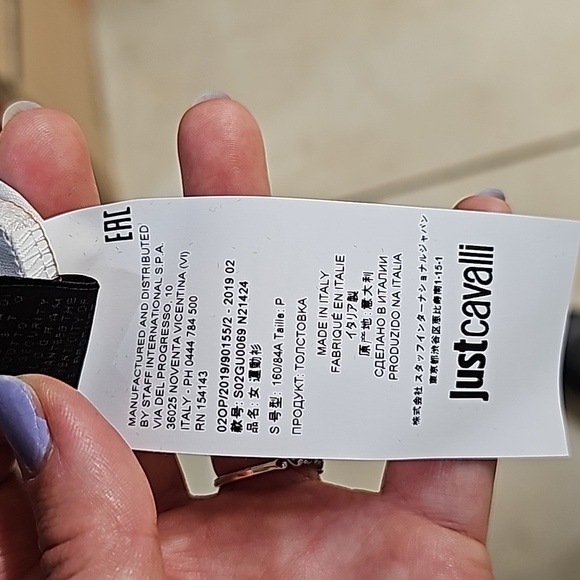 justcavalli
株式会社 スタッフインターナショナルジャパン
東京都渋谷区恵比寿南1-15-1
MADE IN ITALY
FABRIQUÉ EN ITALIE
イタリア製
原产地: 意大利
СДЕЛАНО В ИТАЛИИ
PRODUZIDO NA ITALIA
02OP/2019/90155/2 - 2019 02
款号: S02GU0069 N21424
品名: 女 運動衫
S 号型: 160/84A Taille: P
ПРОДУКТ: ТОЛСТОВКА
EAC
MANUFACTURED AND DISTRIBUTED
BY STAFF INTERNATIONAL S.P.A.
VIA DEL PROGRESSO, 10
36025 NOVENTA VICENTINA (VI)
ITALY - PH 0444 784 500
RN 154143